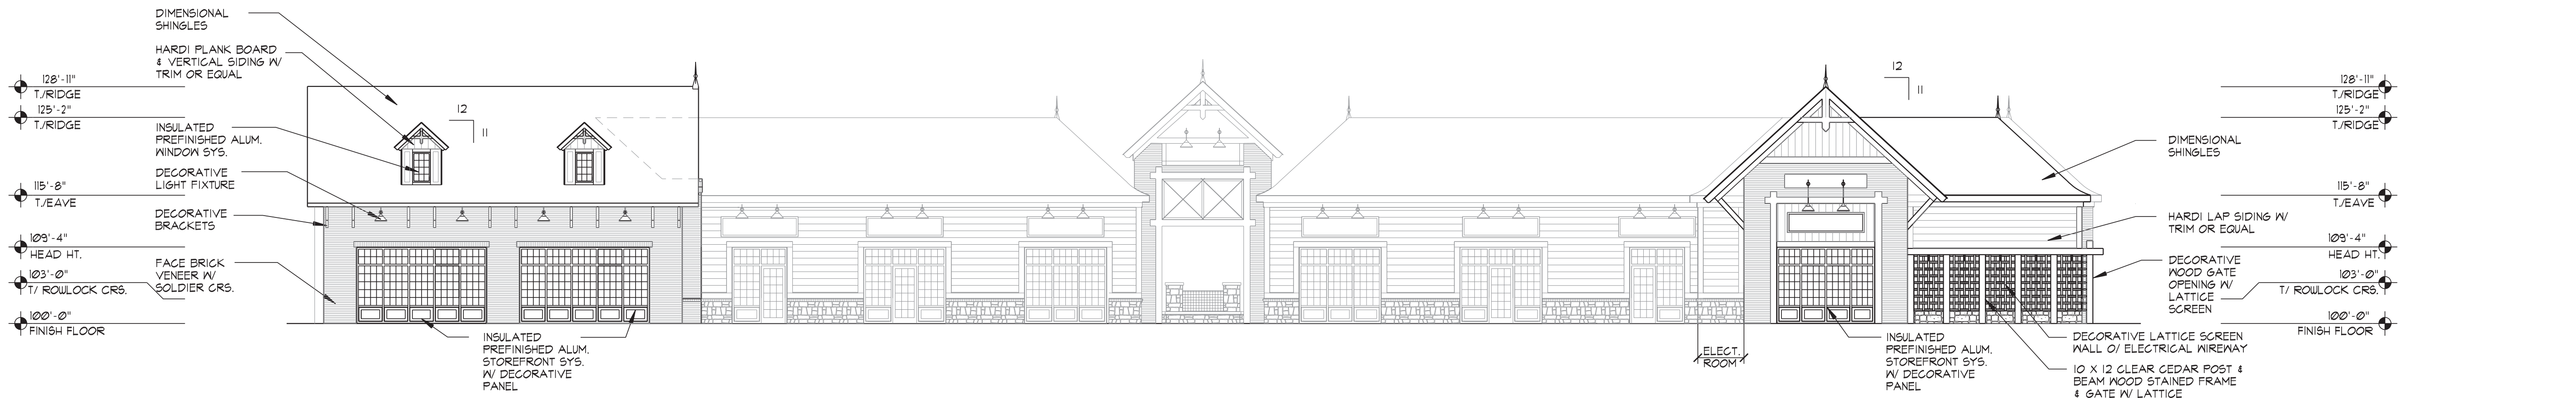 DIMENSIONAL
SHINGLES
HARDI PLANK BOARD
& VERTICAL SIDING W/
TRIM OR EQUAL
128'-11"
T./RIDGE
125'-2"
T./RIDGE
INSULATED
PREFINISHED ALUM.
WINDOW SYS.
DECORATIVE
LIGHT FIXTURE
115'-8"
T./EAVE
DECORATIVE
BRACKETS
109'-4"
HEAD HT.
FACE BRICK
VENEER W/
SOLDIER CRS.
103'-0"
T/ ROWLOCK CRS.
100'-0"
FINISH FLOOR
12
11
INSULATED
PREFINISHED ALUM.
STOREFRONT SYS.
W/ DECORATIVE
PANEL
ELECT.
ROOM
12
11
INSULATED
PREFINISHED ALUM.
STOREFRONT SYS.
W/ DECORATIVE
PANEL
128'-11"
T./RIDGE
125'-2"
T./RIDGE
DIMENSIONAL
SHINGLES
115'-8"
T./EAVE
HARDI LAP SIDING W/
TRIM OR EQUAL
109'-4"
HEAD HT.
DECORATIVE
WOOD GATE
OPENING W/
LATTICE
SCREEN
103'-0"
T/ ROWLOCK CRS.
100'-0"
FINISH FLOOR
DECORATIVE LATTICE SCREEN
WALL O/ ELECTRICAL WIREWAY
10 X 12 CLEAR CEDAR POST &
BEAM WOOD STAINED FRAME
& GATE W/ LATTICE